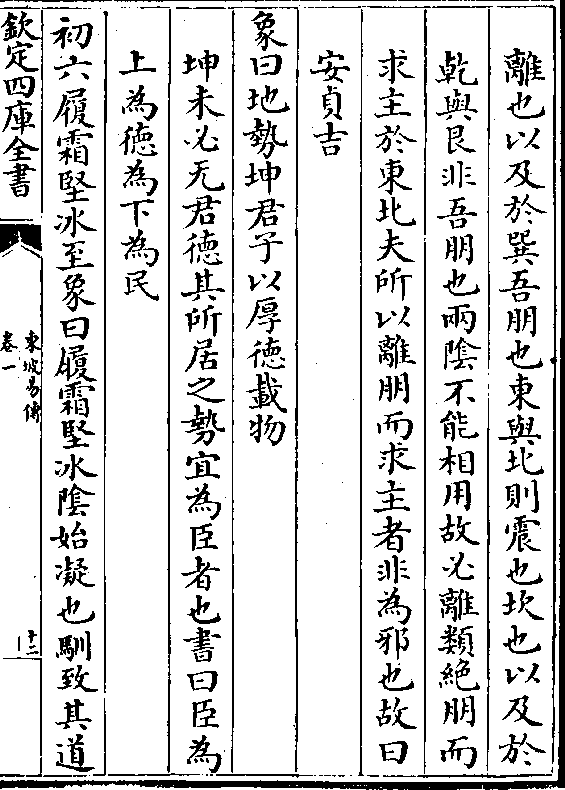 離也以及於巽吾朋也東與北則震也坎也以及於
乾與艮非吾朋也兩陰不能相用故必離類絶朋而
求主於東北夫所以離朋而求主者非為邪也故曰
安貞吉
象曰地勢坤君子以厚德載物
坤未必无君德其所居之勢宜為臣者也書曰臣為
上為德為下為民
初六履霜堅冰至象曰履霜堅冰陰始凝也馴致其道
欽定四庫全書
東坡易傳
卷一
十二